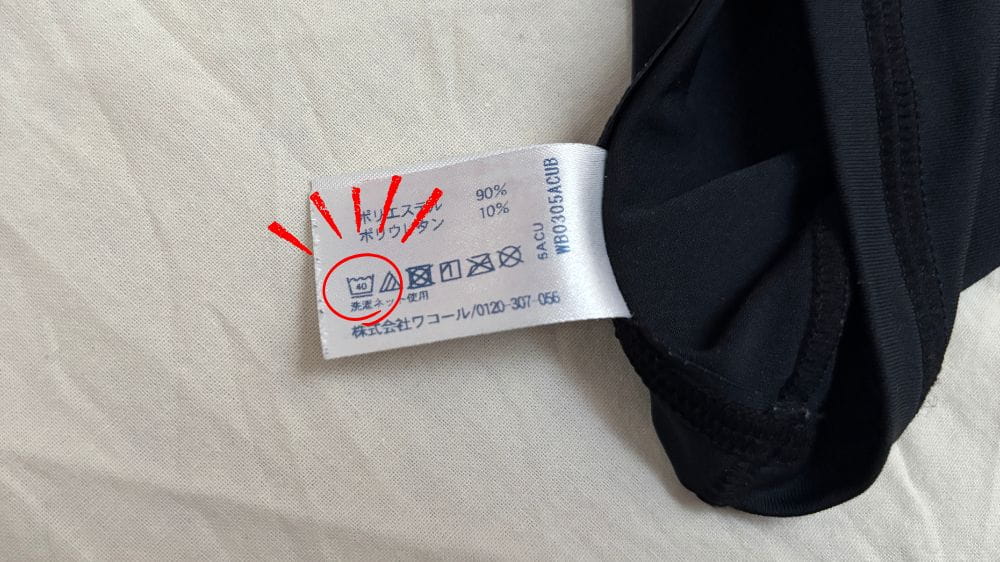 ポリエステル 90%
ポリウレタン 10%
40
洗濯ネット使用
株式会社ワコール/0120-307-056
5ACU
WB0305ACUB